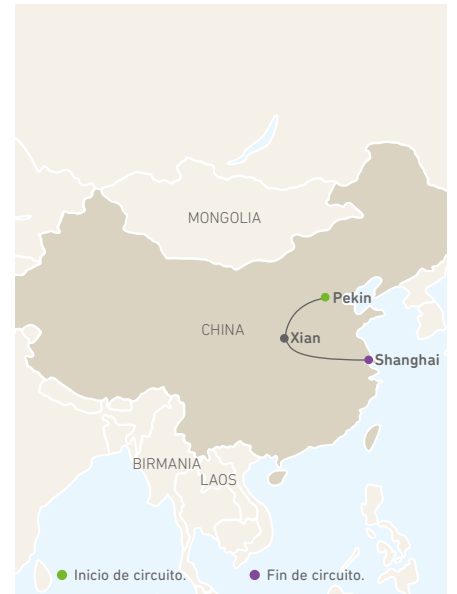 MONGOLIA
Pekin
CHINA
Xian
Shanghai
BIRMANIA
LAOS
Inicio de circuito.
Fin de circuito.